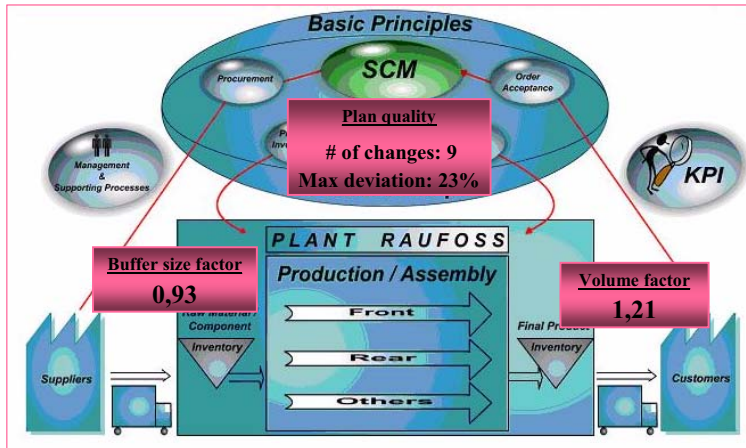 Basic Principles
SCM
Procurement
Order
Acceptance
Plan quality
# of changes: 9
Max deviation: 23%
Management
&
Supporting Processes
KPI
PLANT RAUFOSS
Buffer size factor
0,93
Production / Assembly
Volume factor
1,21
Component
Front
Final Product
Inventory
Rear
Inventory
Suppliers
Others
Customers